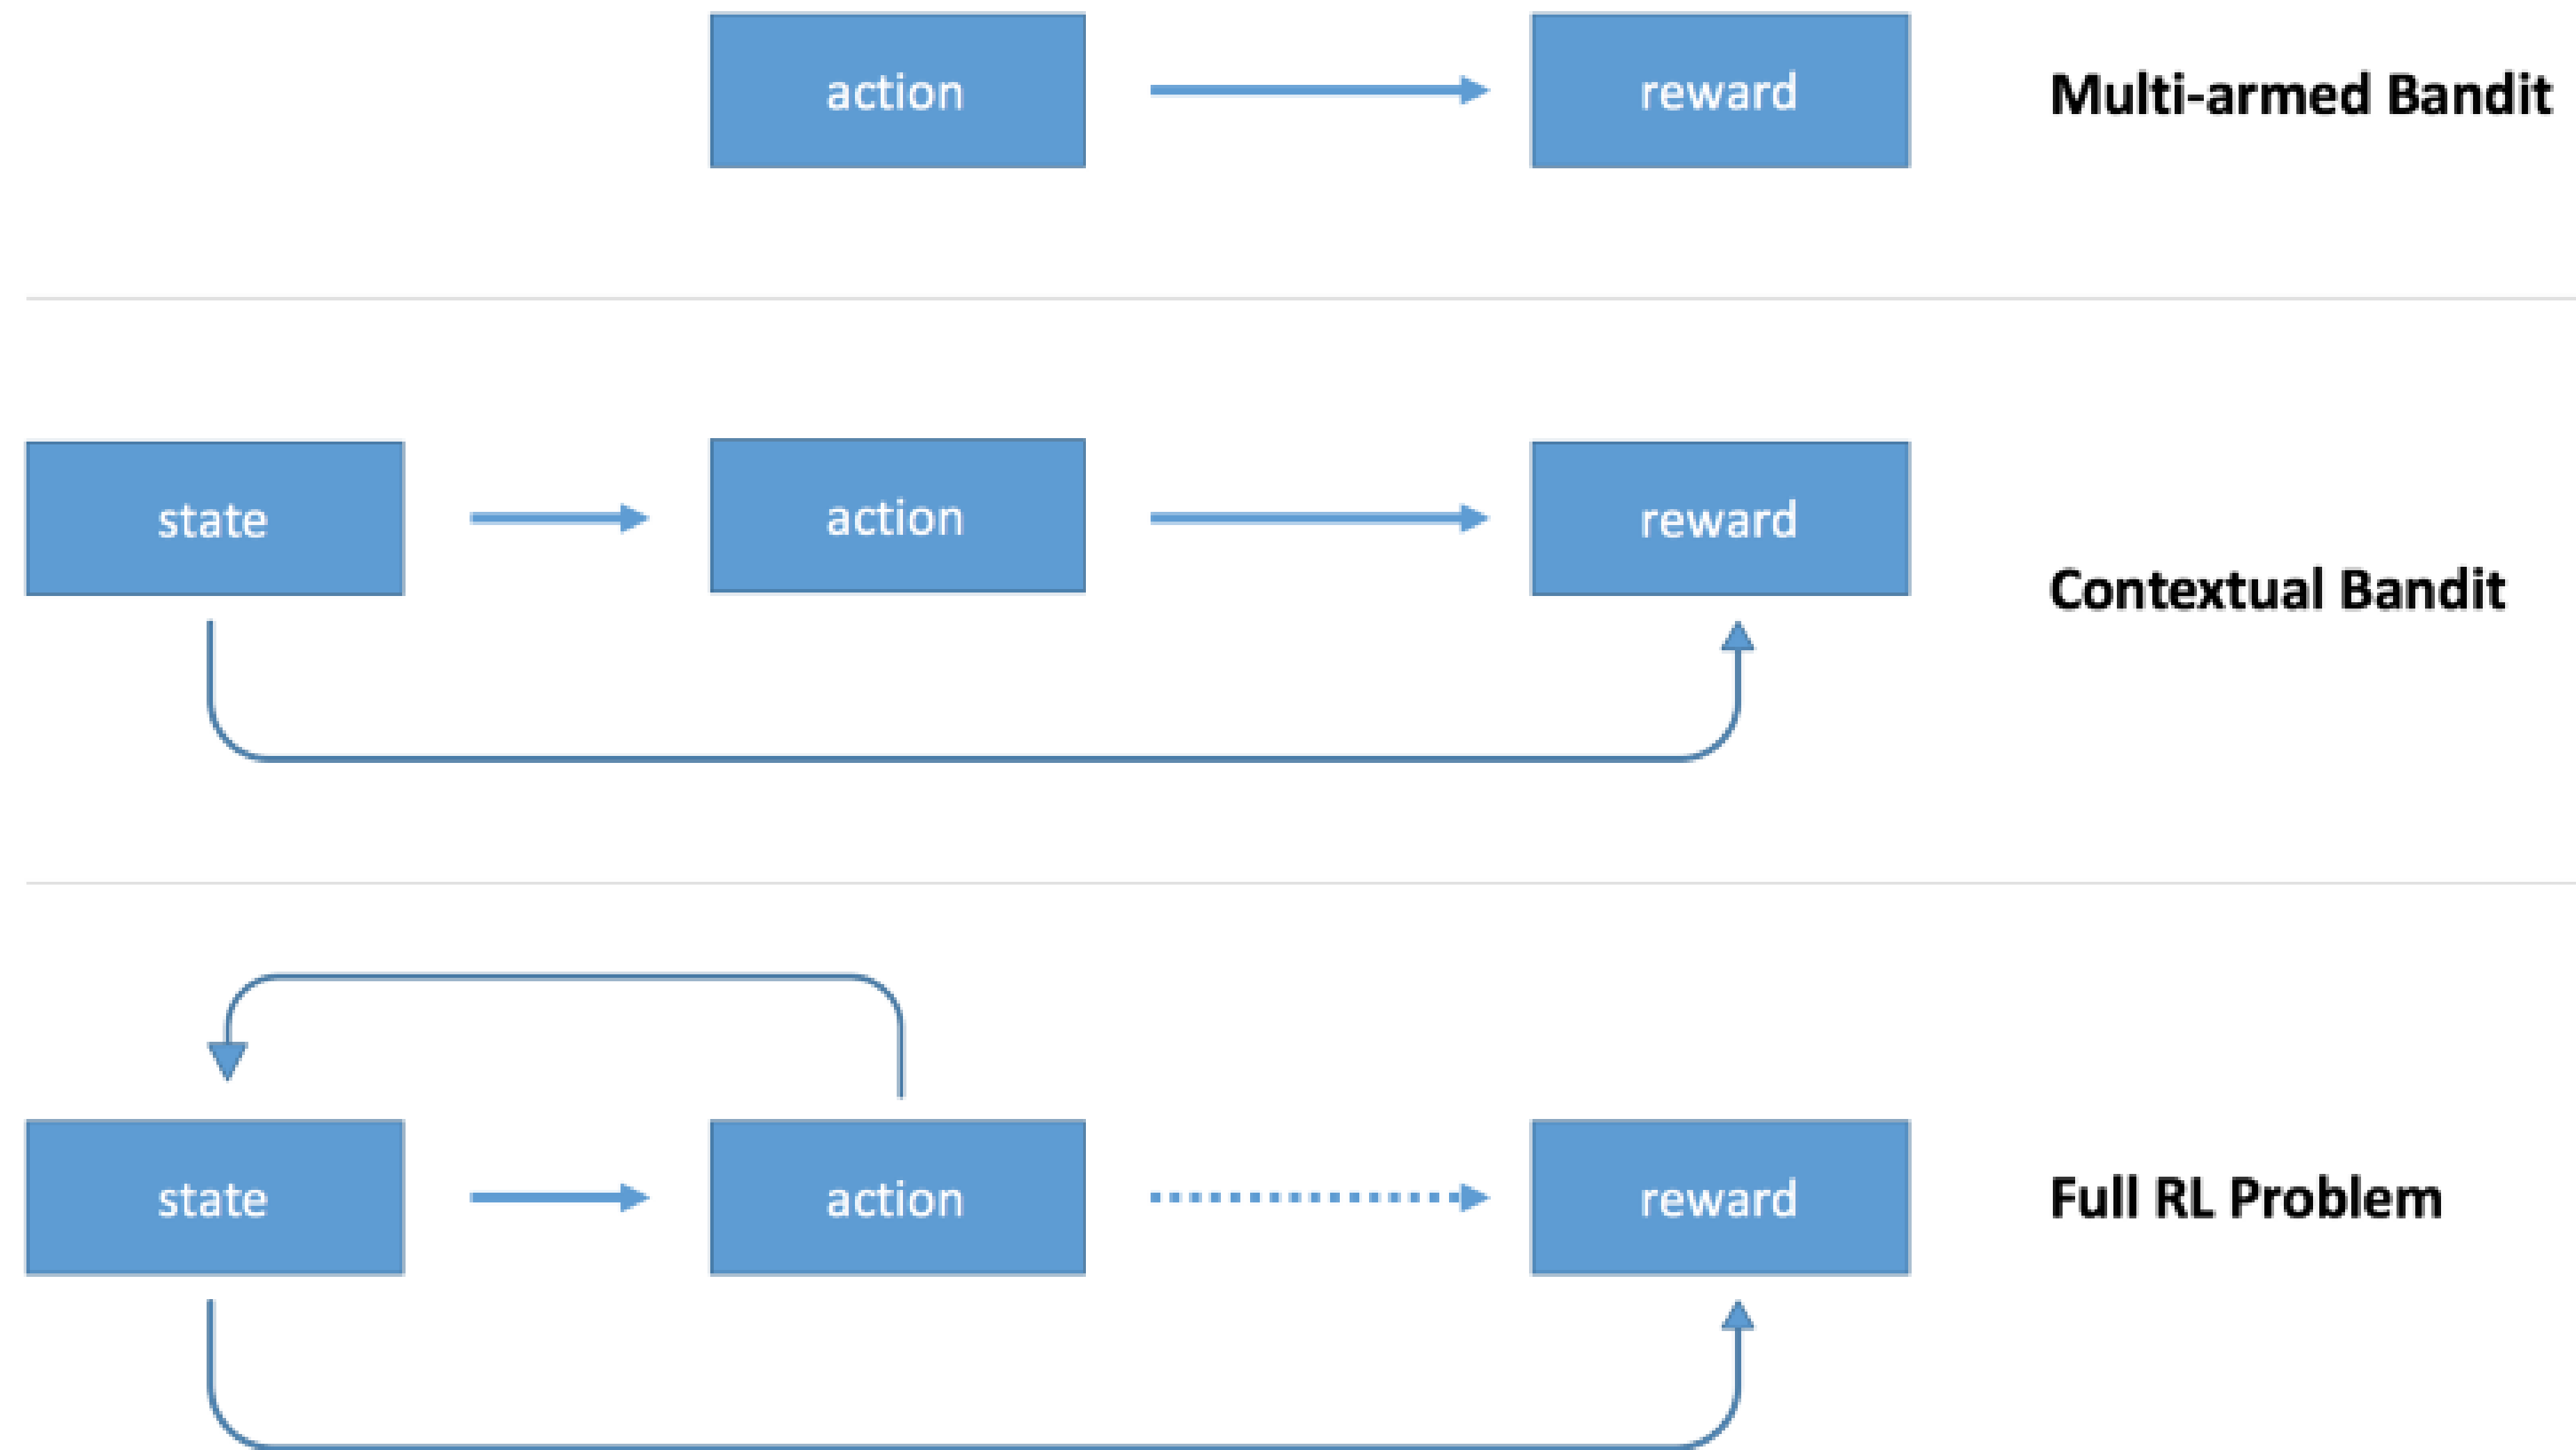 action
reward
Multi-armed Bandit
state
action
reward
Contextual Bandit
state
action
reward
Full RL Problem